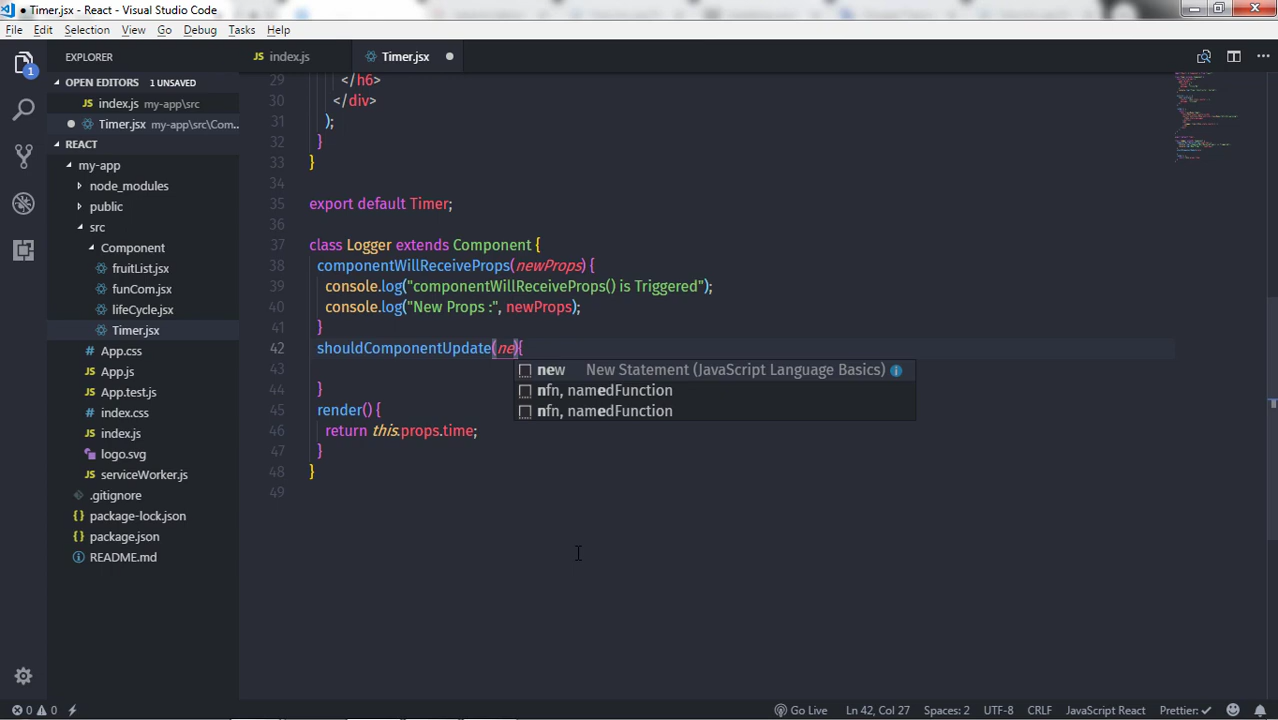 ● Timer.jsx - React - Visual Studio Code
File Edit Selection View Go Debug Tasks Help
EXPLORER
index.js
Timer.jsx
OPEN EDITORS 1 UNSAVED
index.js my-app\src
Timer.jsx my-app\src\Com...
REACT
my-app
node_modules
public
src
Component
fruitList.jsx
funCom.jsx
lifeCycle.jsx
Timer.jsx
App.css
App.js
App.test.js
index.css
index.js
logo.svg
serviceWorker.js
.gitignore
package-lock.json
package.json
README.md
1
29 </h6>
30 </div>
31 );
32 }
33 }
34
35 export default Timer;
36
37 class Logger extends Component {
38 componentWillReceiveProps(newProps) {
39 console.log("componentWillReceiveProps() is Triggered");
40 console.log("New Props :", newProps);
41 }
42 shouldComponentUpdate(ne){
43
44 }
45 render() {
46 return this.props.time;
47 }
48 }
49
new New Statement (JavaScript Language Basics)
nfn, namedFunction
nfn, namedFunction
0 0 Go Live Ln 42, Col 27 Spaces: 2 UTF-8 CRLF JavaScript React Prettier: ✓